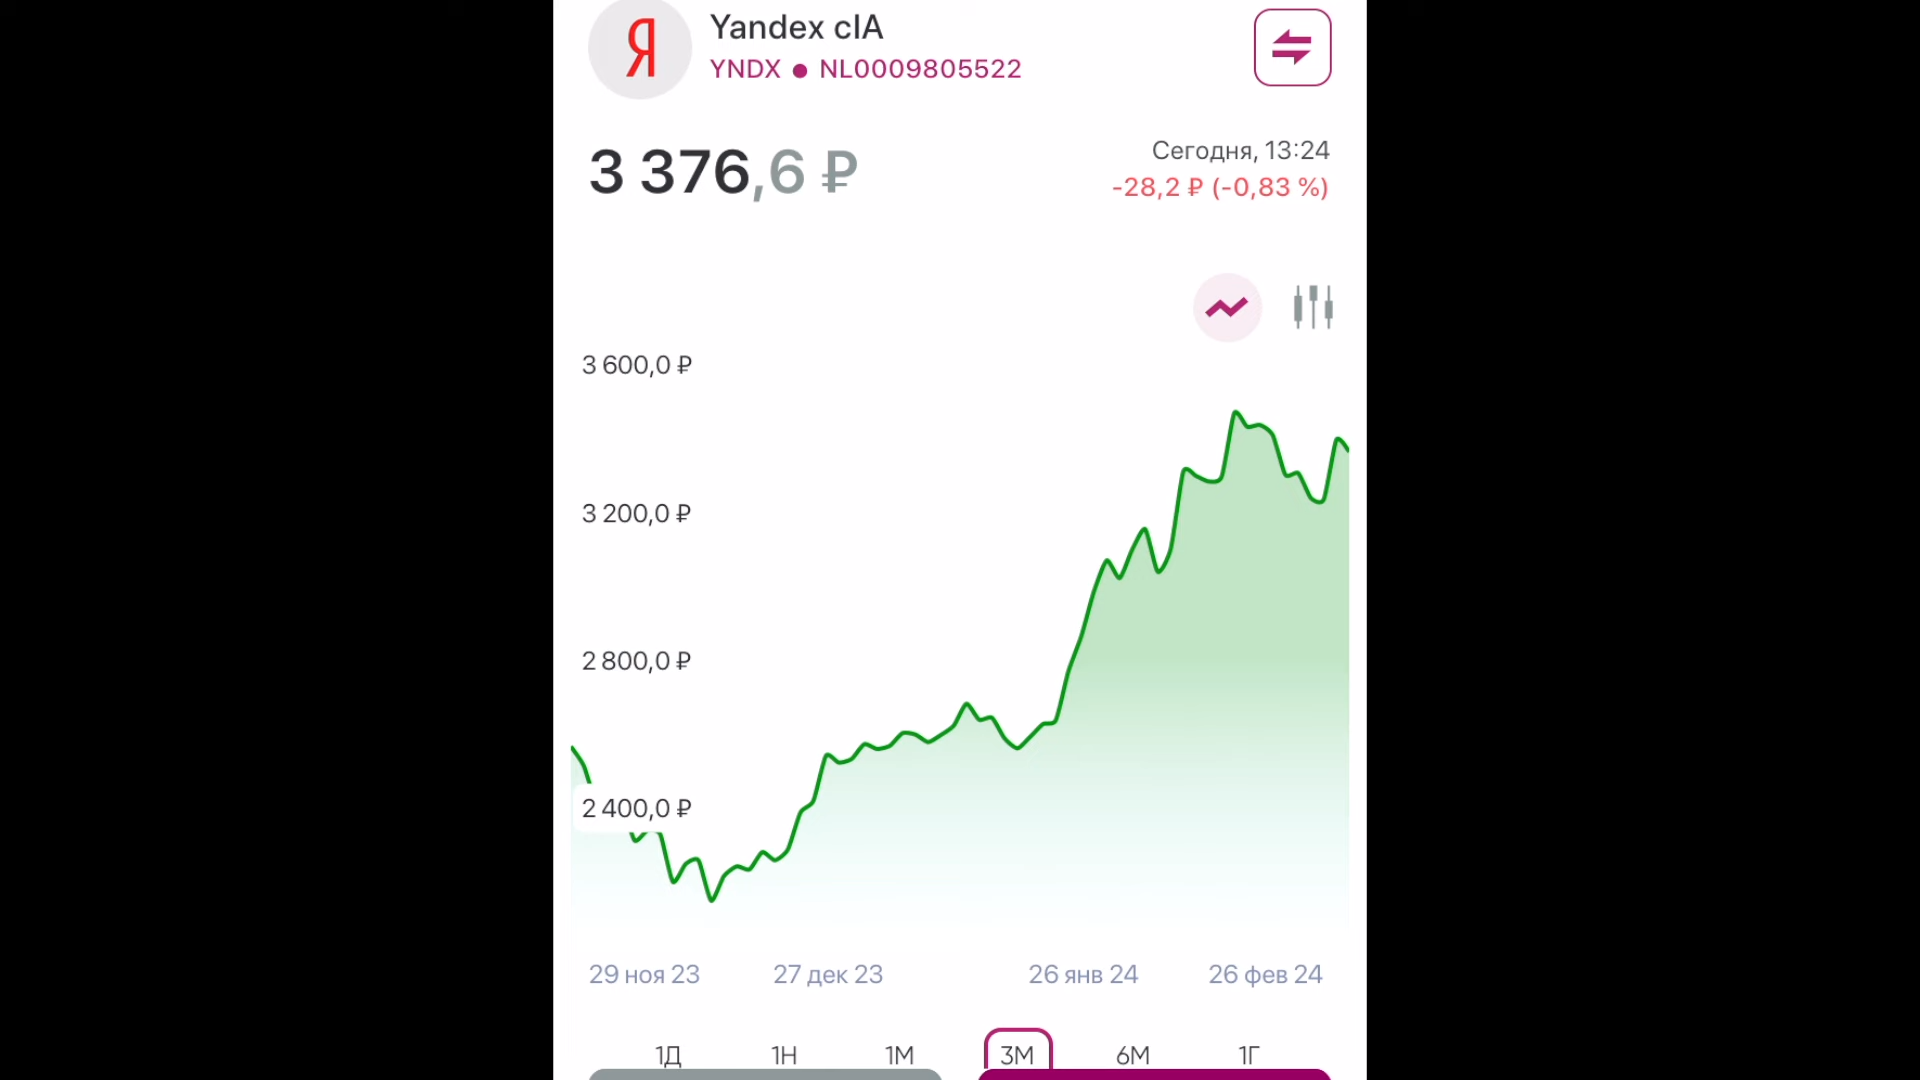 Я
Yandex clA
YNDX ● NL0009805522
3 376,6 ₽
Сегодня, 13:24
-28,2 ₽ (-0,83 %)
3 600,0 ₽
3 200,0 ₽
2 800,0 ₽
2 400,0 ₽
29 ноя 23 27 дек 23 26 янв 24 26 фев 24
1Д 1Н 1М 3М 6М 1Г